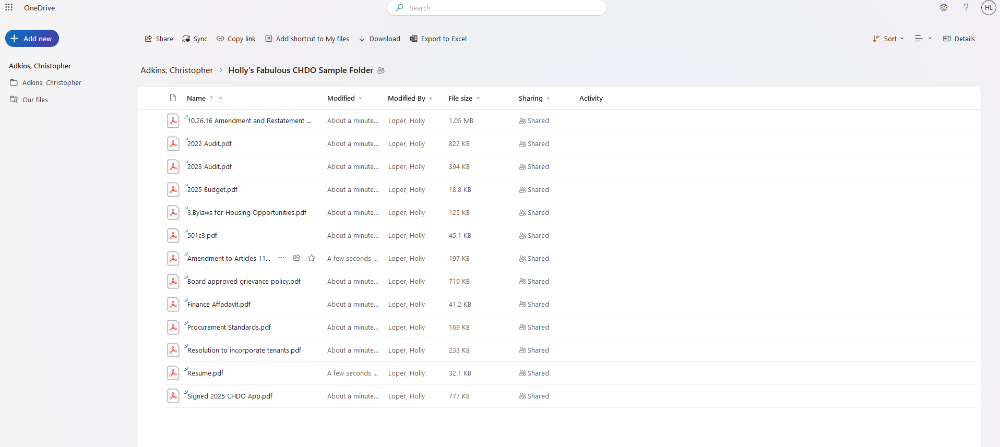 OneDrive
Search
HL
Add new
Share Sync Copy link Add shortcut to My files Download Export to Excel Sort Details
Adkins, Christopher
Adkins, Christopher
Our files
Adkins, Christopher > Holly's Fabulous CHDO Sample Folder
Name Modified Modified By File size Sharing Activity
10.26.16 Amendment and Restatement ... About a minute... Loper, Holly 1.05 MB Shared
2022 Audit.pdf About a minute... Loper, Holly 822 KB Shared
2023 Audit.pdf About a minute... Loper, Holly 394 KB Shared
2025 Budget.pdf About a minute... Loper, Holly 18.8 KB Shared
3.Bylaws for Housing Opportunities.pdf About a minute... Loper, Holly 125 KB Shared
501c3.pdf About a minute... Loper, Holly 45.1 KB Shared
Amendment to Articles 11... A few seconds ... Loper, Holly 197 KB Shared
Board approved grievance policy.pdf About a minute... Loper, Holly 719 KB Shared
Finance Affadavit.pdf About a minute... Loper, Holly 41.2 KB Shared
Procurement Standards.pdf About a minute... Loper, Holly 169 KB Shared
Resolution to incorporate tenants.pdf About a minute... Loper, Holly 233 KB Shared
Resume.pdf A few seconds ... Loper, Holly 32.1 KB Shared
Signed 2025 CHDO App.pdf About a minute... Loper, Holly 777 KB Shared